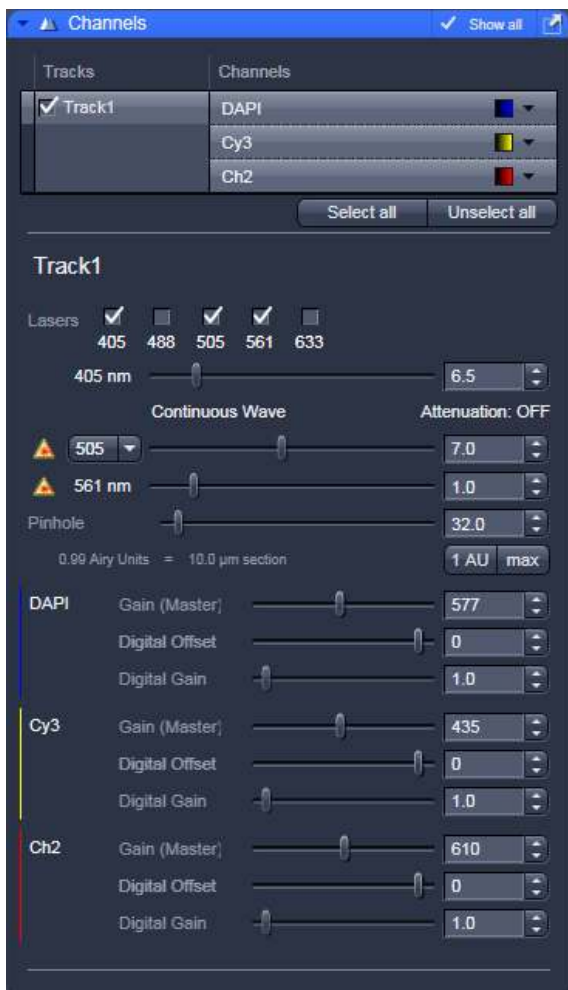 Channels Show all
Tracks Channels
Track1 DAPI
Cy3
Ch2
Select all Unselect all
Track1
Lasers
405 488 505 561 633
405 nm 6.5
Continuous Wave Attenuation: OFF
505 7.0
561 nm 1.0
Pinhole 32.0
0.99 Airy Units = 10.0 µm section 1 AU max
DAPI Gain (Master) 577
Digital Offset 0
Digital Gain 1.0
Cy3 Gain (Master) 435
Digital Offset 0
Digital Gain 1.0
Ch2 Gain (Master) 610
Digital Offset 0
Digital Gain 1.0